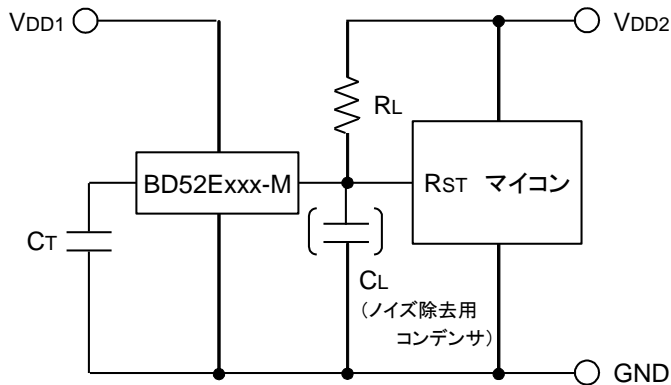 VDD1
VDD2
RL
BD52Exxx-M
RST マイコン
CT
CL
(ノイズ除去用
コンデンサ)
GND